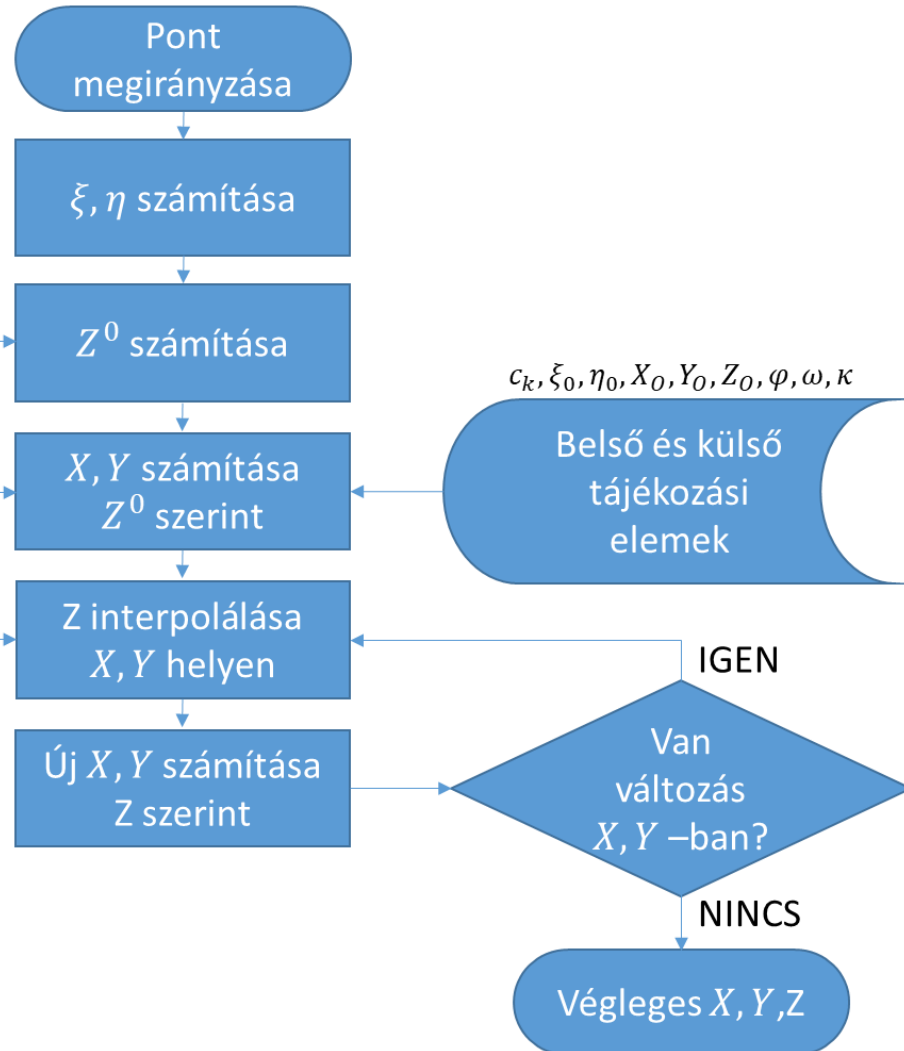 Pont
megirányzása
ξ, η számítása
Z⁰ számítása
X, Y számítása
Z⁰ szerint
c_k, ξ_0, η_0, X_O, Y_O, Z_O, φ, ω, κ
Belső és külső
tájékozási
elemek
Z interpolálása
X, Y helyen
Új X, Y számítása
Z szerint
IGEN
Van
változás
X, Y –ban?
NINCS
Végleges X, Y,Z